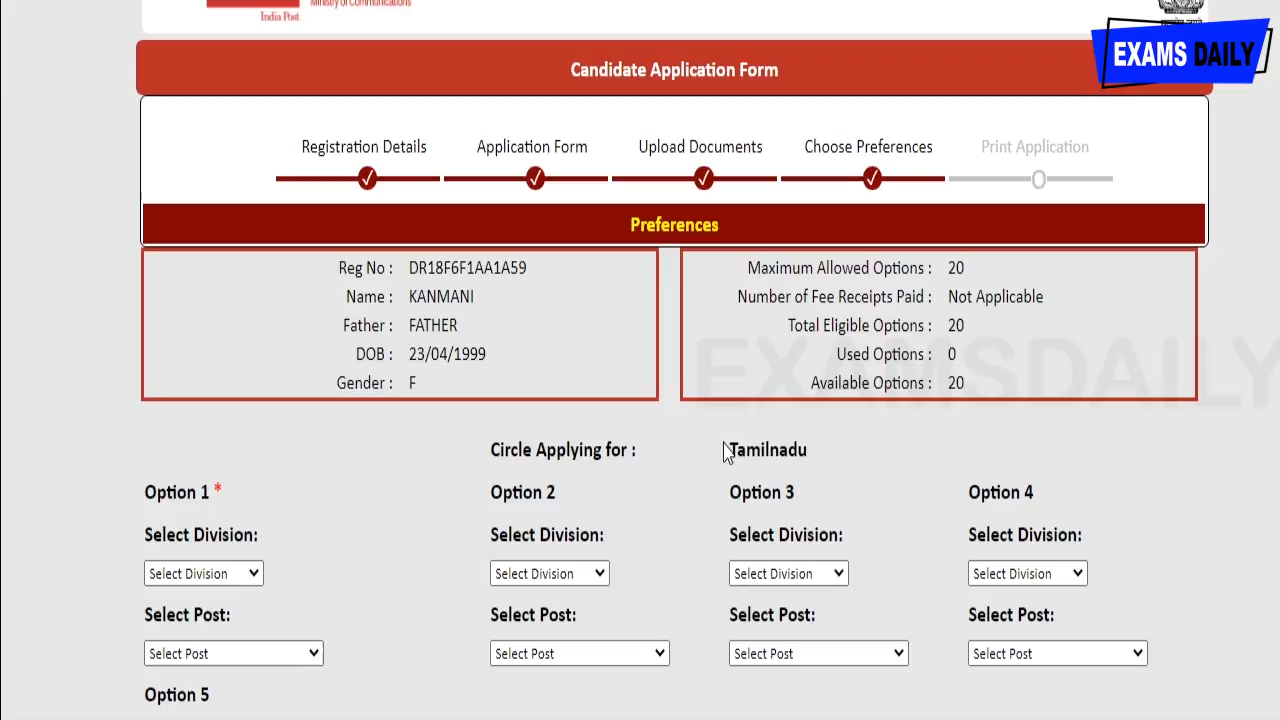 Ministry of Communications
India Post
EXAMS DAILY
Candidate Application Form
Registration Details Application Form Upload Documents Choose Preferences Print Application
Preferences
Reg No : DR18F6F1AA1A59
Name : KANMANI
Father : FATHER
DOB : 23/04/1999
Gender : F
Maximum Allowed Options : 20
Number of Fee Receipts Paid : Not Applicable
Total Eligible Options : 20
Used Options : 0
Available Options : 20
EXAMSDAILY
Circle Applying for : Tamilnadu
Option 1 * Option 2 Option 3 Option 4
Select Division: Select Division: Select Division: Select Division:
Select Division Select Division Select Division Select Division
Select Post: Select Post: Select Post: Select Post:
Select Post Select Post Select Post Select Post
Option 5